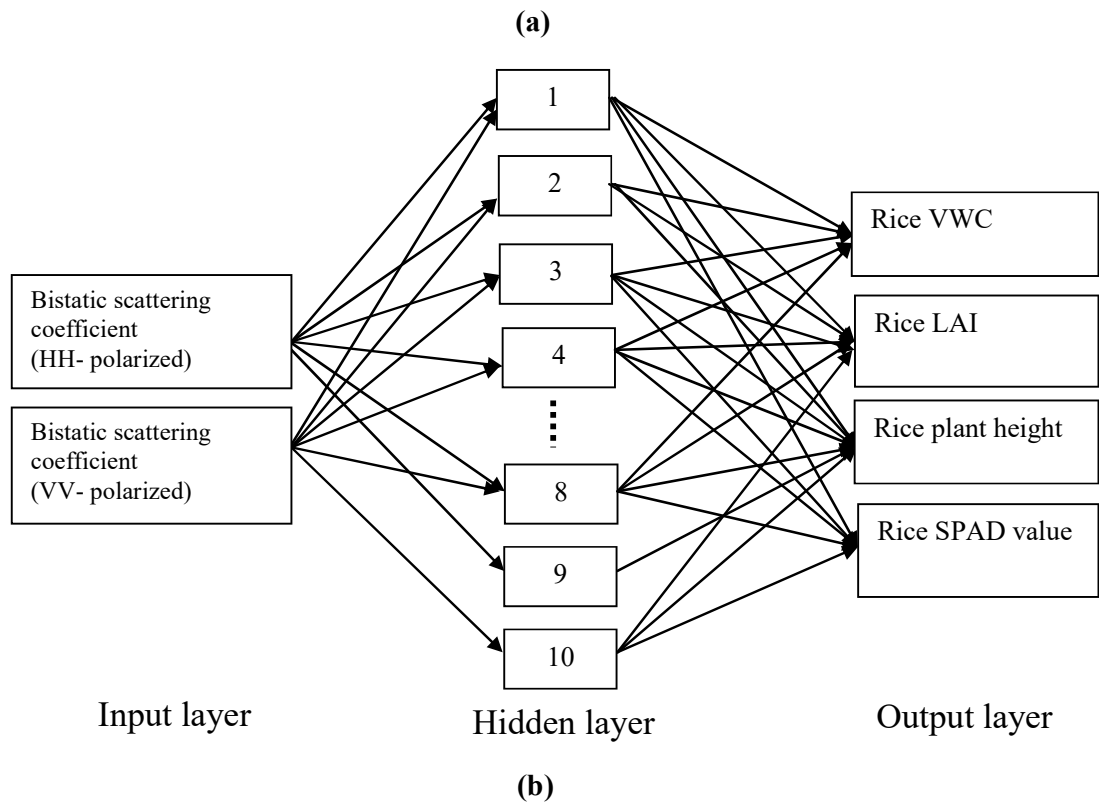 (a)
1
2
3
4
8
9
10
Bistatic scattering
coefficient
(HH- polarized)
Bistatic scattering
coefficient
(VV- polarized)
Rice VWC
Rice LAI
Rice plant height
Rice SPAD value
Input layer
Hidden layer
Output layer
(b)